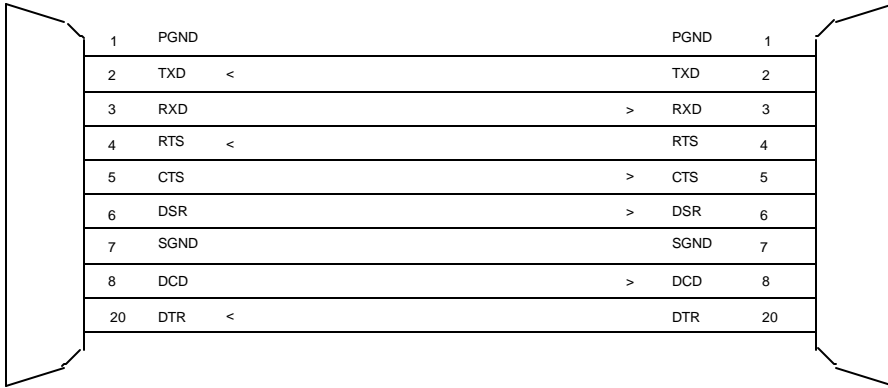 1 PGND PGND 1
2 TXD < TXD 2
3 RXD > RXD 3
4 RTS < RTS 4
5 CTS > CTS 5
6 DSR > DSR 6
7 SGND SGND 7
8 DCD > DCD 8
20 DTR < DTR 20